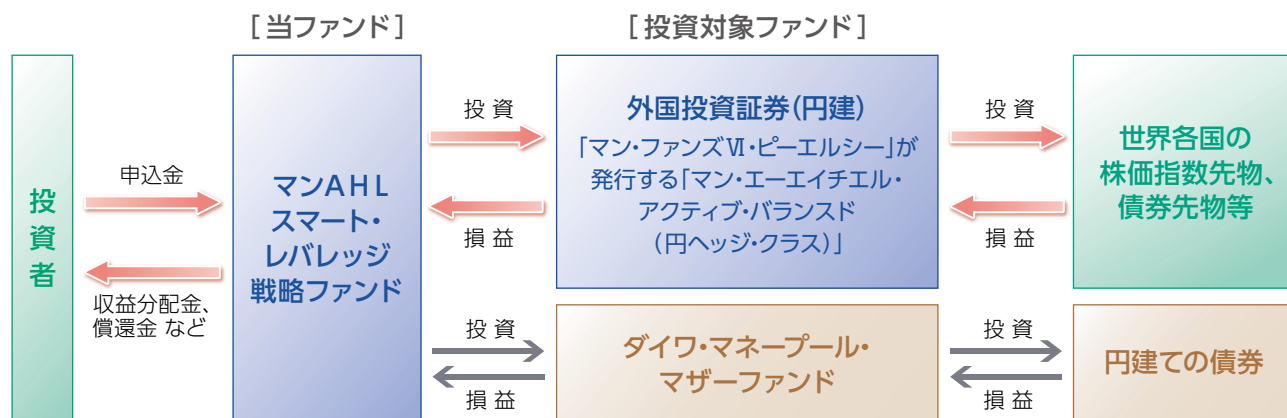 [当ファンド]
[投資対象ファンド]
投資者
申込金
収益分配金、
償還金 など
マンAHL
スマート・
レバレッジ
戦略ファンド
投 資
損 益
外国投資証券(円建)
「マン・ファンズⅥ・ピーエルシー」が
発行する「マン・エーエイチエル・
アクティブ・バランスド
(円ヘッジ・クラス)」
投 資
損 益
世界各国の
株価指数先物、
債券先物等
投 資
損 益
ダイワ・マネープール・
マザーファンド
投 資
損 益
円建ての債券